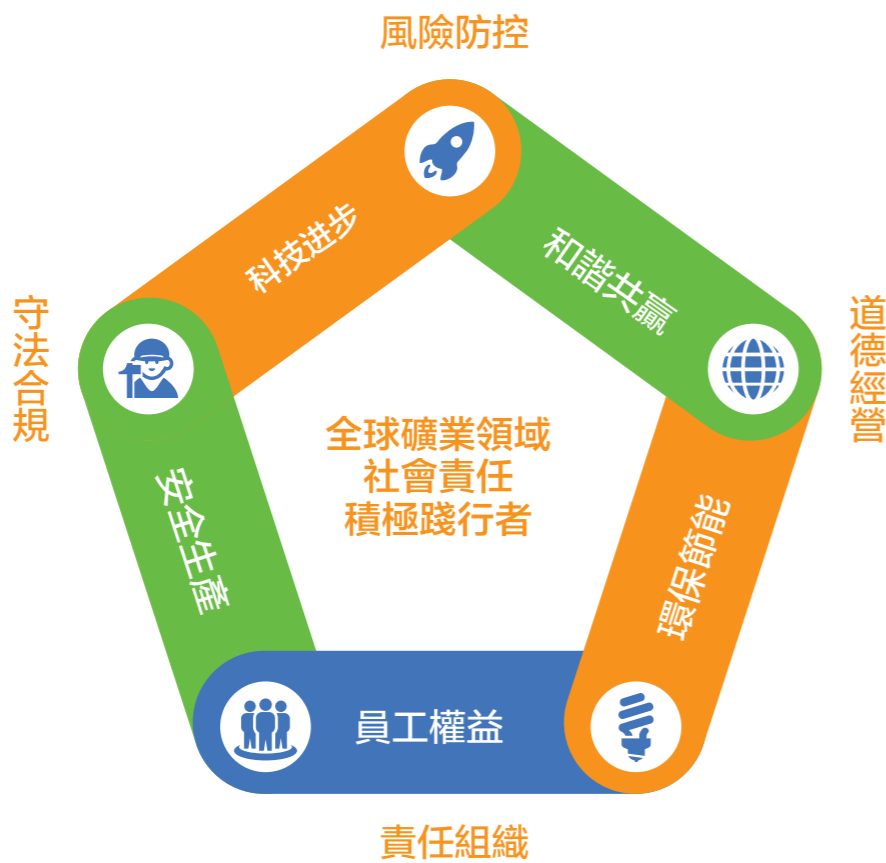 風險防控
科技进步
和諧共贏
守法合規
道德經營
全球礦業領域
社會責任
積極踐行者
安全生產
環保節能
員工權益
責任組織